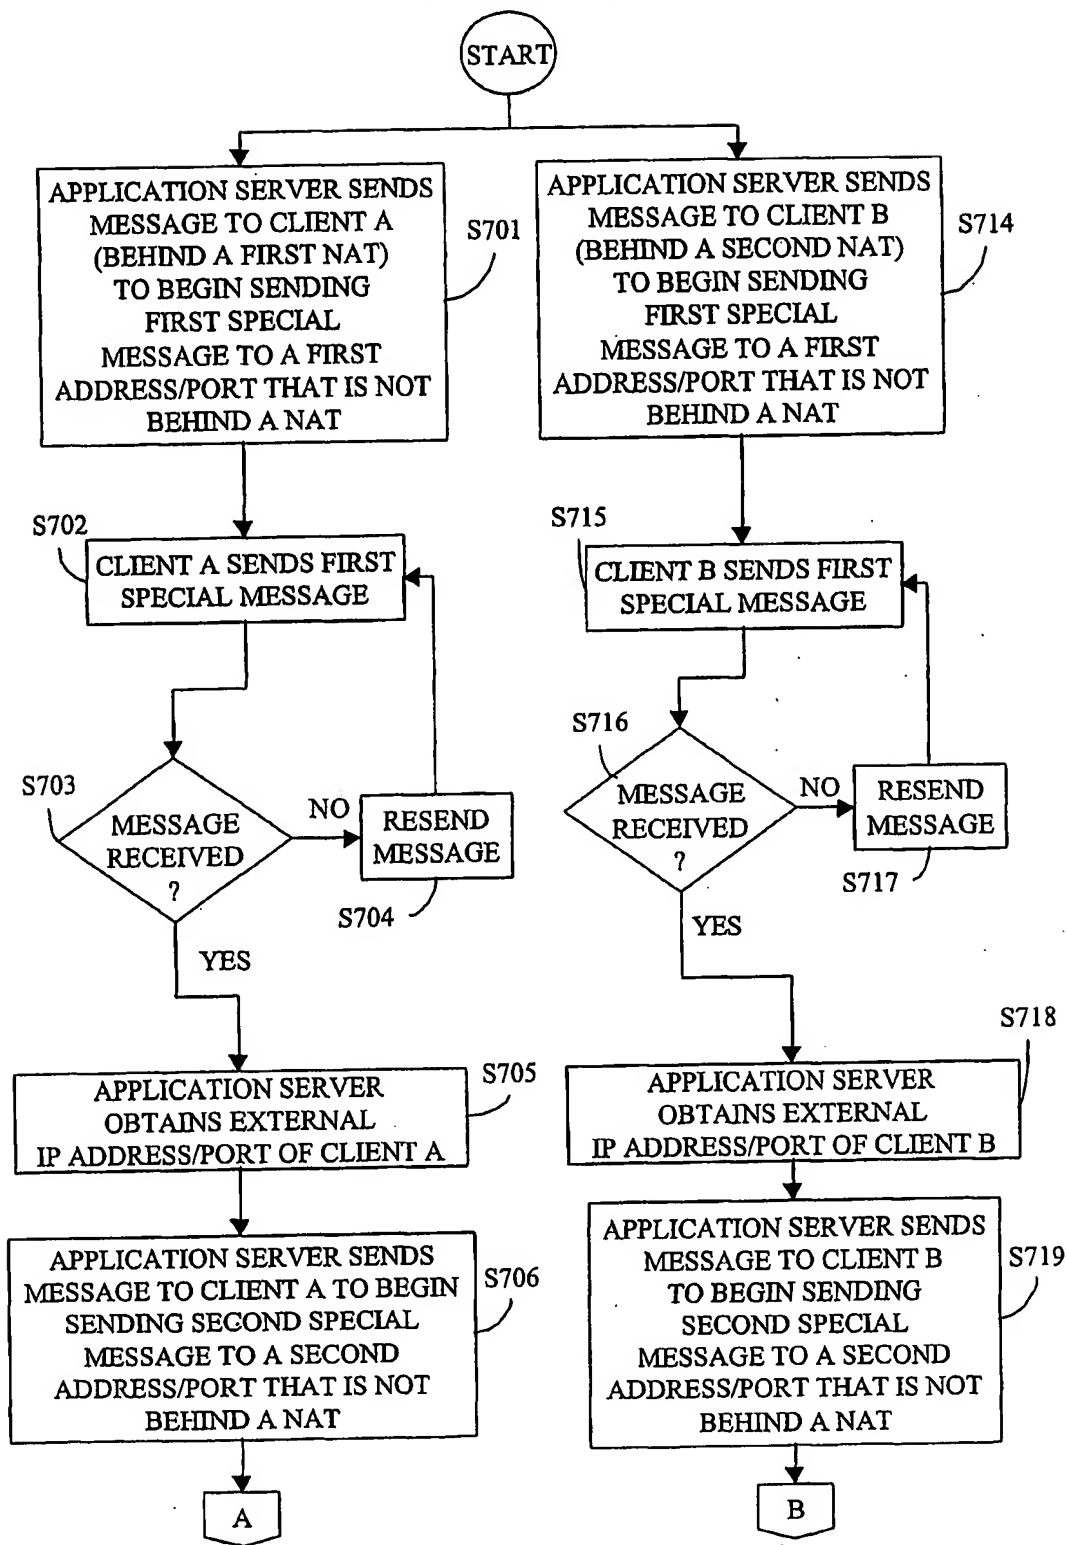 START
APPLICATION SERVER SENDS
MESSAGE TO CLIENT A
(BEHIND A FIRST NAT)
TO BEGIN SENDING
FIRST SPECIAL
MESSAGE TO A FIRST
ADDRESS/PORT THAT IS NOT
BEHIND A NAT
S701
APPLICATION SERVER SENDS
MESSAGE TO CLIENT B
(BEHIND A SECOND NAT)
TO BEGIN SENDING
FIRST SPECIAL
MESSAGE TO A FIRST
ADDRESS/PORT THAT IS NOT
BEHIND A NAT
S714
S702
CLIENT A SENDS FIRST
SPECIAL MESSAGE
S715
CLIENT B SENDS FIRST
SPECIAL MESSAGE
S703
MESSAGE
RECEIVED
?
NO
RESEND
MESSAGE
S704
YES
S716
MESSAGE
RECEIVED
?
NO
RESEND
MESSAGE
S717
YES
APPLICATION SERVER
OBTAINS EXTERNAL
IP ADDRESS/PORT OF CLIENT A
S705
APPLICATION SERVER
OBTAINS EXTERNAL
IP ADDRESS/PORT OF CLIENT B
S718
APPLICATION SERVER SENDS
MESSAGE TO CLIENT A TO BEGIN
SENDING SECOND SPECIAL
MESSAGE TO A SECOND
ADDRESS/PORT THAT IS NOT
BEHIND A NAT
S706
APPLICATION SERVER SENDS
MESSAGE TO CLIENT B
TO BEGIN SENDING
SECOND SPECIAL
MESSAGE TO A SECOND
ADDRESS/PORT THAT IS NOT
BEHIND A NAT
S719
A
B